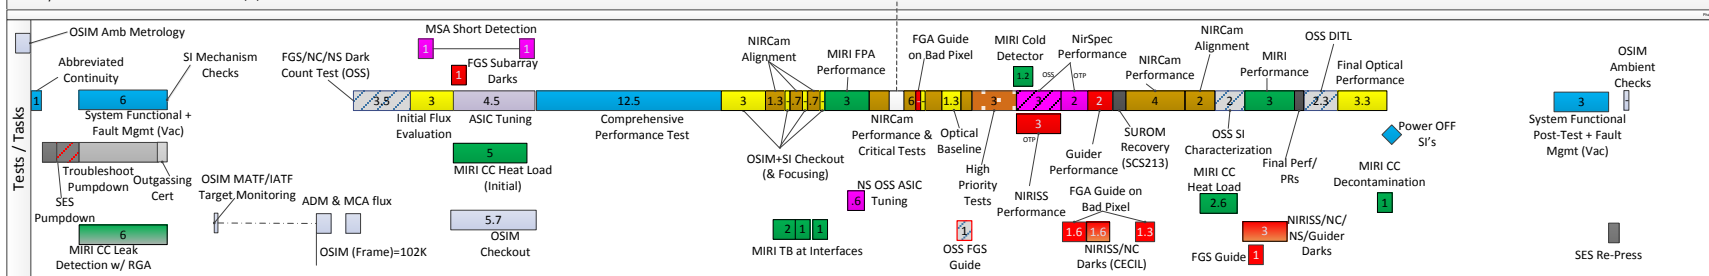 Tests / Tasks
OSIM Amb Metrology
Abbreviated
Continuity
SI Mechanism
Checks
1
6
System Functional +
Fault Mgmt (Vac)
Troubleshoot
Pumpdown
Outgassing
Cert
SES
Pumpdown
6
MIRI CC Leak
Detection w/ RGA
OSIM MATF/IATF
Target Monitoring
ADM & MCA flux
OSIM (Frame)=102K
FGS/NC/NS Dark
Count Test (OSS)
MSA Short Detection
1
1
1
FGS Subarray
Darks
3.5
3
4.5
12.5
Initial Flux
Evaluation
ASIC Tuning
Comprehensive
Performance Test
5
MIRI CC Heat Load
(Initial)
5.7
OSIM
Checkout
NIRCam
Alignment
MIRI FPA
Performance
3
1.3
.7
.7
3
OSIM+SI Checkout
(& Focusing)
NIRCam
Performance &
Critical Tests
.6
NS OSS ASIC
Tuning
2
1
1
MIRI TB at Interfaces
FGA Guide
on Bad Pixel
6
1.3
3
Optical
Baseline
High
Priority
Tests
1
OSS FGS
Guide
MIRI Cold
Detector
1.2
NirSpec
Performance
OSS
OTP
3
2
2
3
OTP
NIRISS
Performance
Guider
Performance
SUROM
Recovery
(SCS213)
FGA Guide on
Bad Pixel
1.6
1.6
1.3
NIRISS/NC
Darks (CECIL)
NIRCam
Performance
NIRCam
Alignment
4
2
2
3
2.3
3.3
MIRI
Performance
OSS DITL
Final Optical
Performance
OSS SI
Characterization
Final Perf/
PRs
MIRI CC
Heat Load
2.6
3
NIRISS/NC/
NS/Guider
Darks
FGS Guide
1
Power OFF
SI's
MIRI CC
Decontamination
1
3
System Functional
Post-Test + Fault
Mgmt (Vac)
OSIM
Ambient
Checks
SES Re-Press